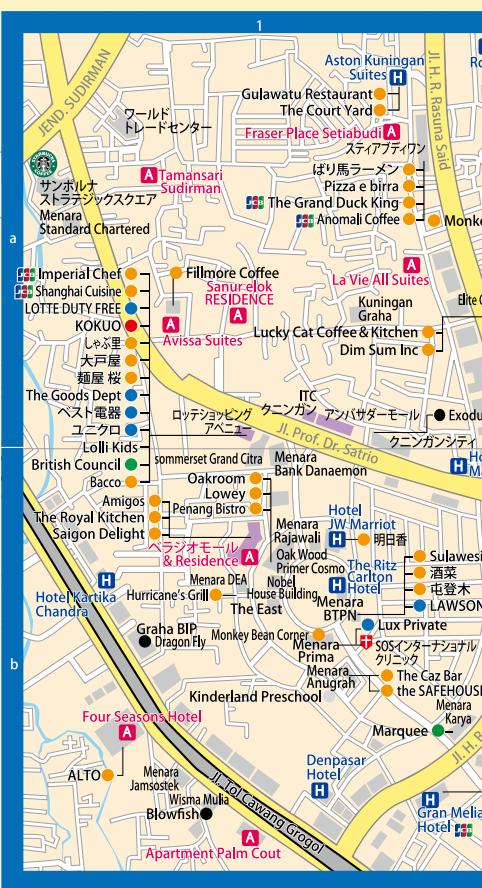 1
Aston Kuningan
Suites H
Jl. H. R. Rasuna Said
Gulawatu Restaurant
The Court Yard
JEND. SUDIRMAN
ワールド
トレードセンター
Fraser Place Setiabudi A
スティアブディワン
STARBUCKS COFFEE
A Tamansari
Sudirman
ばり馬ラーメン
Pizza e birra
JCB The Grand Duck King
JCB Anomali Coffee
Monk
サンポルナ
ストラテジックスクエア
Menara
Standard Chartered
a
JCB Imperial Chef
JCB Shanghai Cuisine
LOTTE DUTY FREE
KOKUO
しゃぶ里
大戸屋
麺屋 桜
The Goods Dept
ベスト電器
ユニクロ
Lolli Kids
British Council
Bacco
Fillmore Coffee
Sanur elok
RESIDENCE
A
A
Avissa Suites
A
La Vie All Suites
Kuningan
Graha
Elite
Lucky Cat Coffee & Kitchen
Dim Sum Inc
ITC
クニンガン
アンバサダーモール
Exodu
ロッテショッピング
アベニュー
Jl. Prof. Dr. Satrio
クニンガンシティ
sommerset Grand Citra
Menara
Bank Danaemon
H
Ho
Ma
Oakroom
Lowey
Penang Bistro
Amigos
The Royal Kitchen
Saigon Delight
ベラジオモール
& Residence A
Menara
Rajawali
Hotel
JW Marriot
H
明日香
Oak Wood
Primer Cosmo
The Ritz
Carlton
Hotel
H
Sulawesi
酒菜
屯登木
LAWSON
H
Hotel Kartika
Chandra
Menara DEA
Hurricane's Grill
Nobel
House Building
The East
Menara
BTPN
Lux Private
Graha BIP
Dragon Fly
Monkey Bean Corner
Menara
Prima
SOSインターナショナル
クリニック
b
Menara
Anugrah
The Caz Bar
the SAFEHOUSE
Kinderland Preschool
Menara
Karya
Marquee
Four Seasons Hotel
A
Jl. H. R
ALTO
Menara
Jamsostek
Jl. Tol Cawang Grogol
Denpasar
Hotel
H
Wisma Mulia
Blowfish
H
Gran Melia
Hotel JCB
A
Apartment Palm Cout